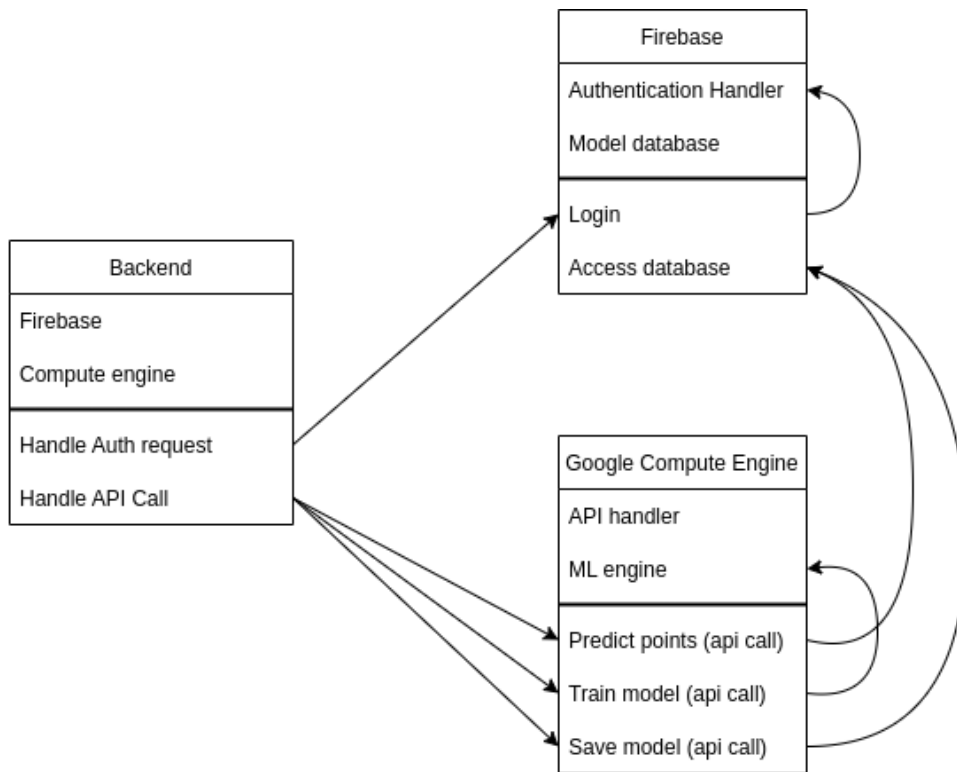 Firebase
Authentication Handler
Model database
Login
Access database
Backend
Firebase
Compute engine
Handle Auth request
Handle API Call
Google Compute Engine
API handler
ML engine
Predict points (api call)
Train model (api call)
Save model (api call)